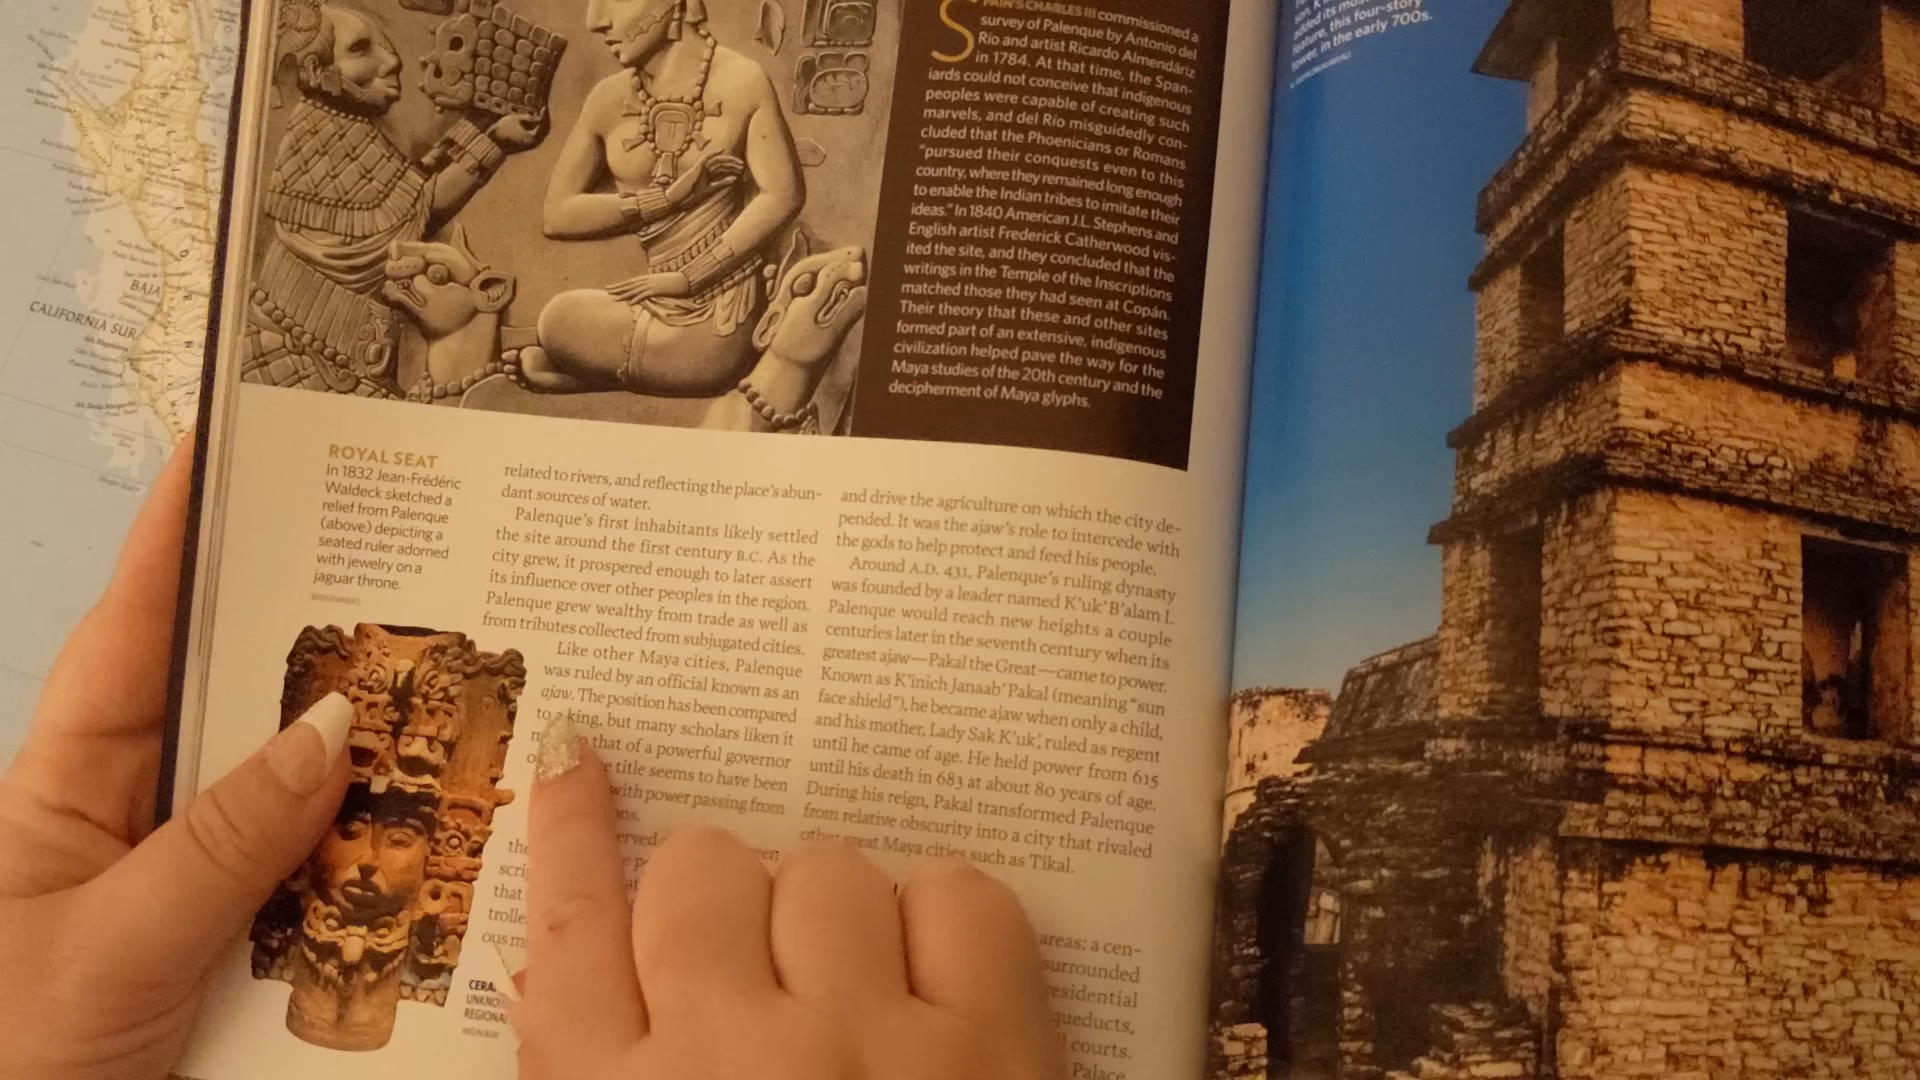 PAIN'S CHARLES III commissioned a
survey of Palenque by Antonio del
Río and artist Ricardo Almendáriz
in 1784. At that time, the Span-
iards could not conceive that indigenous
peoples were capable of creating such
marvels, and del Río misguidedly con-
cluded that the Phoenicians or Romans
“pursued their conquests even to this
country, where they remained long enough
to enable the Indian tribes to imitate their
ideas.” In 1840 American J.L. Stephens and
English artist Frederick Catherwood vis-
ited the site, and they concluded that the
writings in the Temple of the Inscriptions
matched those they had seen at Copán.
Their theory that these and other sites
formed part of an extensive, indigenous
civilization helped pave the way for the
Maya studies of the 20th century and the
decipherment of Maya glyphs.
ROYAL SEAT
In 1832 Jean-Frédéric
Waldeck sketched a
relief from Palenque
(above) depicting a
seated ruler adorned
with jewelry on a
jaguar throne.
related to rivers, and reflecting the place's abun-
dant sources of water.
Palenque's first inhabitants likely settled
the site around the first century B.C. As the
city grew, it prospered enough to later assert
its influence over other peoples in the region.
Palenque grew wealthy from trade as well as
from tributes collected from subjugated cities.
Like other Maya cities, Palenque
was ruled by an official known as an
ajaw. The position has been compared
to king, but many scholars liken it
that of a powerful governor
title seems to have been
with power passing from
the
that
and drive the agriculture on which the city de-
pended. It was the ajaw's role to intercede with
the gods to help protect and feed his people.
Around A.D. 431, Palenque's ruling dynasty
was founded by a leader named K'uk' B'alam I.
Palenque would reach new heights a couple
centuries later in the seventh century when its
greatest ajaw—Pakal the Great—came to power.
Known as K'inich Janaab' Pakal (meaning “sun
face shield”), he became ajaw when only a child,
and his mother, Lady Sak K'uk', ruled as regent
until he came of age. He held power from 615
until his death in 683 at about 80 years of age.
During his reign, Pakal transformed Palenque
from relative obscurity into a city that rivaled
other great Maya cities such as Tikal.
areas: a cen-
surrounded
residential
queducts,
courts.
Palace
REGIONAL
this four-story
tower, in the early 700s.
BAJA
CALIFORNIA SUR